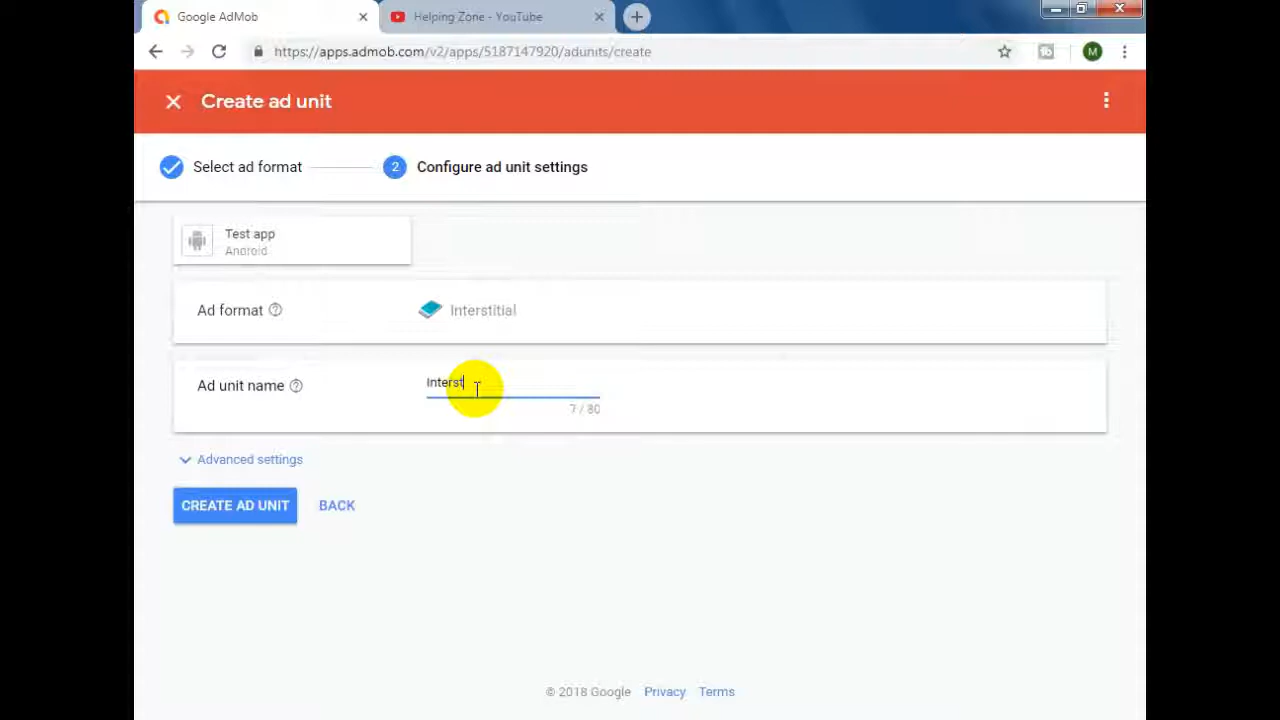 Google AdMob
Helping Zone - YouTube
https://apps.admob.com/v2/apps/5187147920/adunits/create
M
Create ad unit
Select ad format
2 Configure ad unit settings
Test app
Android
Ad format
Interstitial
Ad unit name
Interst
7 / 80
Advanced settings
CREATE AD UNIT
BACK
© 2018 Google Privacy Terms